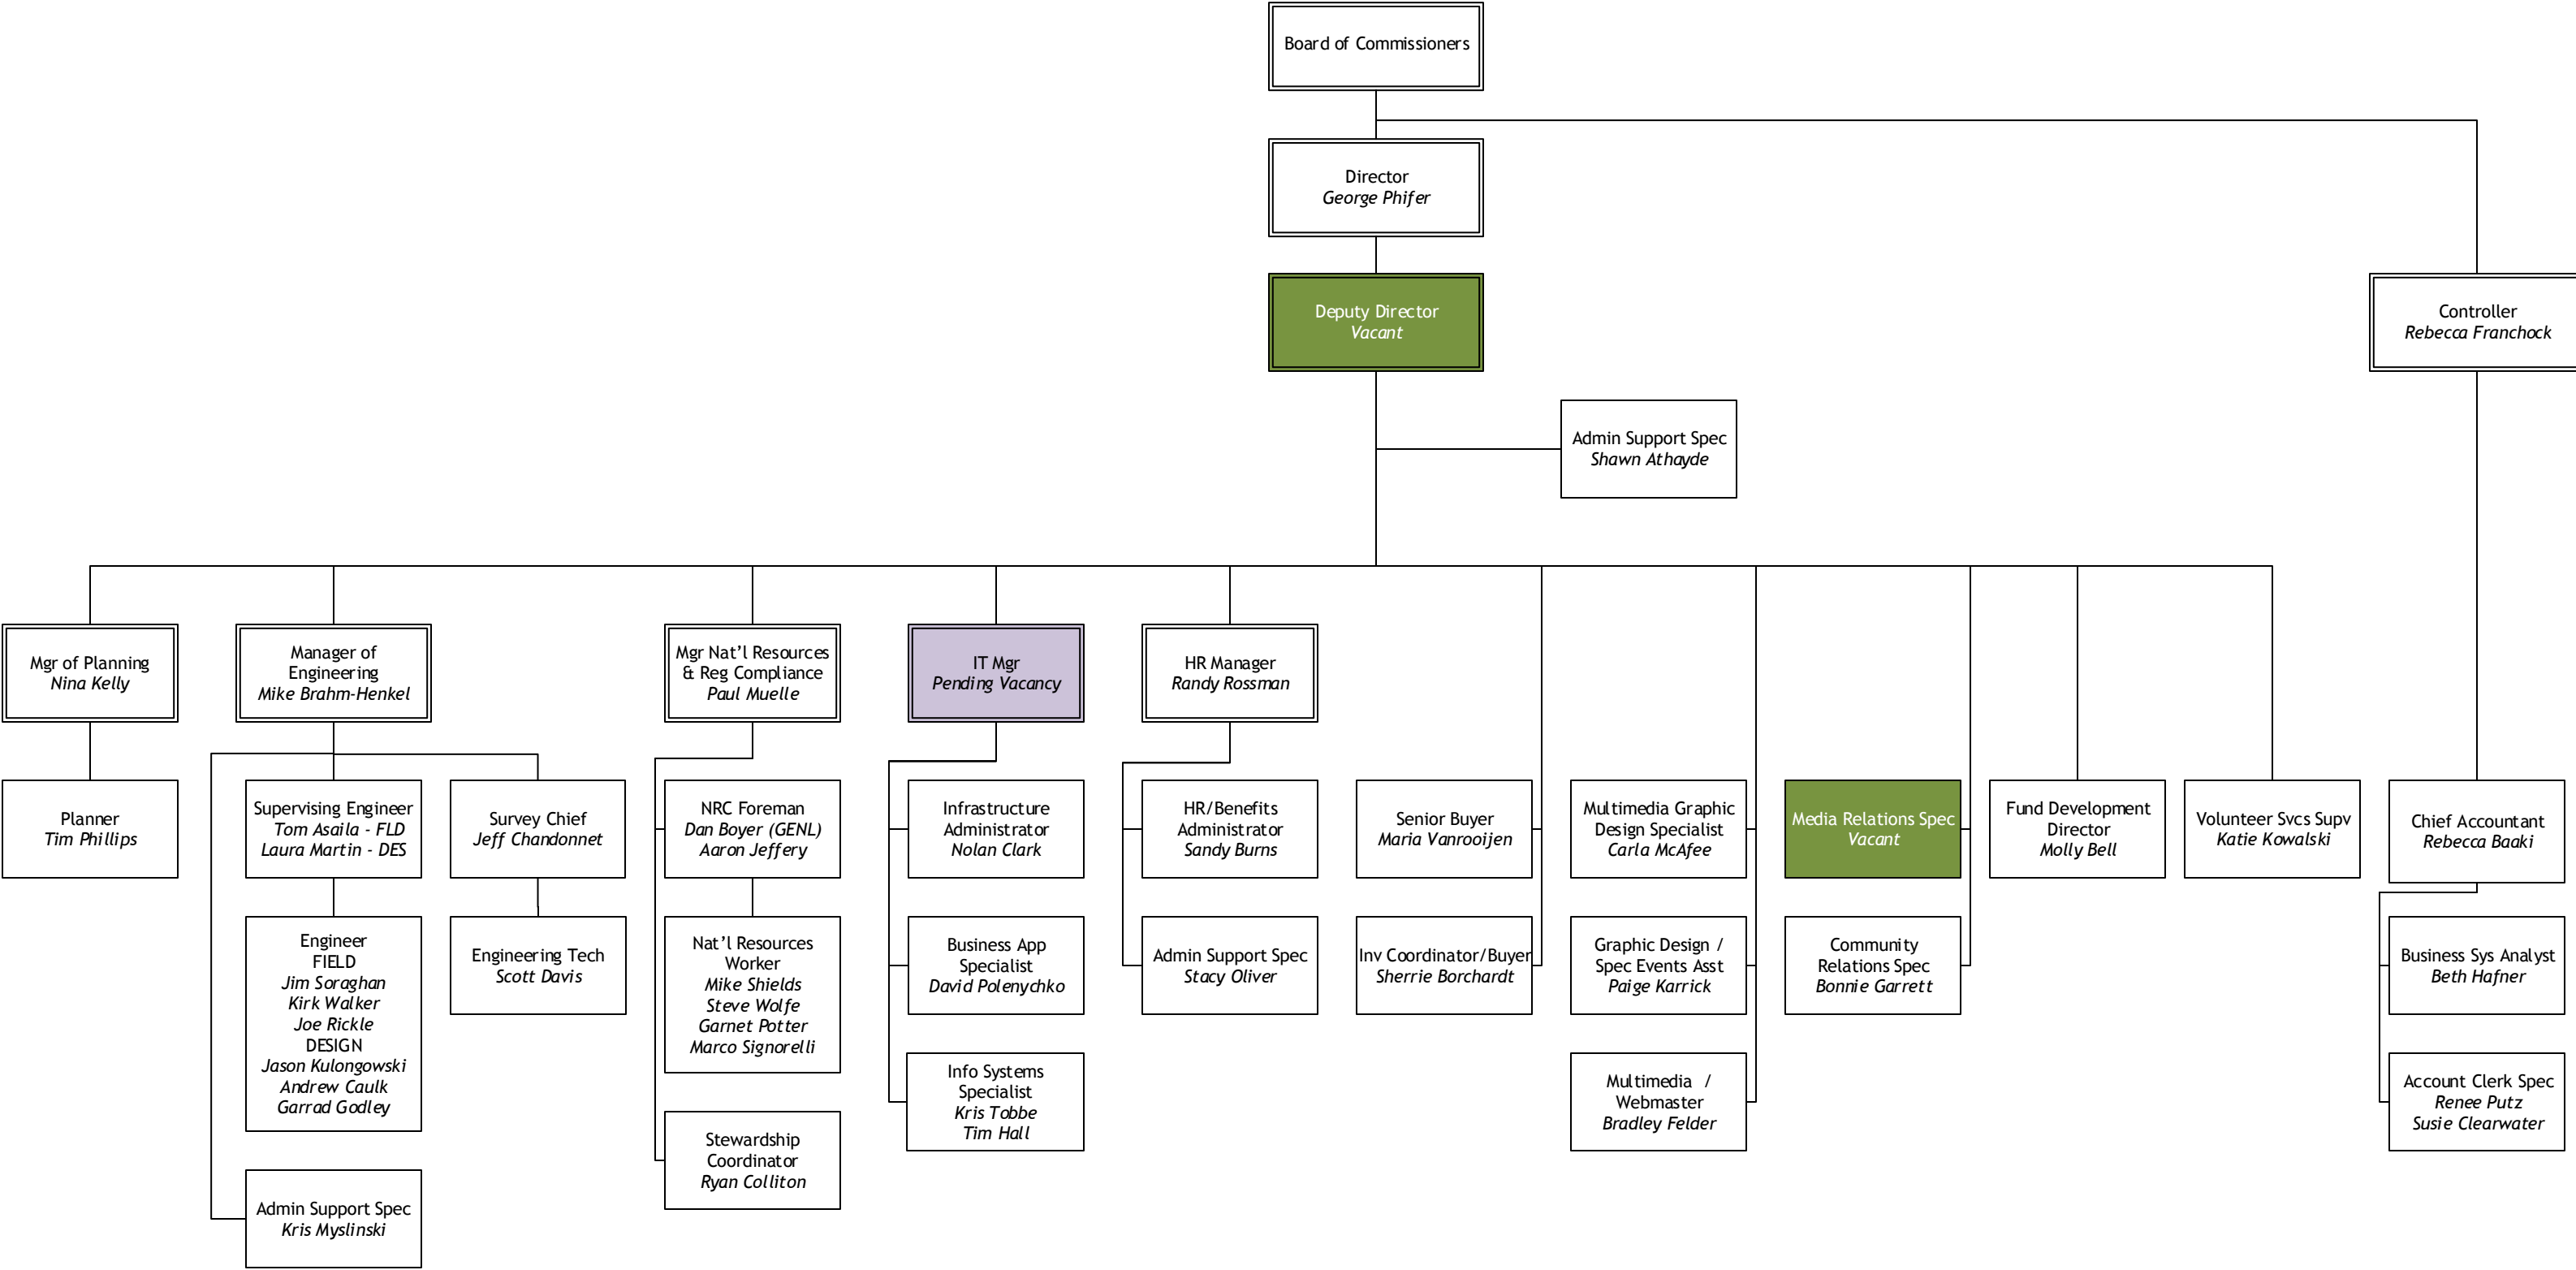 Board of Commissioners
Director
George Phifer
Deputy Director
Vacant
Controller
Rebecca Franchock
Admin Support Spec
Shawn Athayde
Mgr of Planning
Nina Kelly
Manager of
Engineering
Mike Brahm-Henkel
Mgr Nat’l Resources
& Reg Compliance
Paul Muelle
IT Mgr
Pending Vacancy
HR Manager
Randy Rossman
Planner
Tim Phillips
Supervising Engineer
Tom Asaila - FLD
Laura Martin - DES
Survey Chief
Jeff Chandonnet
NRC Foreman
Dan Boyer (GENL)
Aaron Jeffery
Infrastructure
Administrator
Nolan Clark
HR/Benefits
Administrator
Sandy Burns
Senior Buyer
Maria Vanrooijen
Multimedia Graphic
Design Specialist
Carla McAfee
Media Relations Spec
Vacant
Fund Development
Director
Molly Bell
Volunteer Svcs Supv
Katie Kowalski
Chief Accountant
Rebecca Baaki
Engineer
FIELD
Jim Soraghan
Kirk Walker
Joe Rickle
DESIGN
Jason Kulongowski
Andrew Caulk
Garrad Godley
Engineering Tech
Scott Davis
Nat’l Resources
Worker
Mike Shields
Steve Wolfe
Garnet Potter
Marco Signorelli
Business App
Specialist
David Polenychko
Admin Support Spec
Stacy Oliver
Inv Coordinator/Buyer
Sherrie Borchardt
Graphic Design /
Spec Events Asst
Paige Karrick
Community
Relations Spec
Bonnie Garrett
Business Sys Analyst
Beth Hafner
Info Systems
Specialist
Kris Tobbe
Tim Hall
Multimedia /
Webmaster
Bradley Felder
Account Clerk Spec
Renee Putz
Susie Clearwater
Stewardship
Coordinator
Ryan Colliton
Admin Support Spec
Kris Myslinski